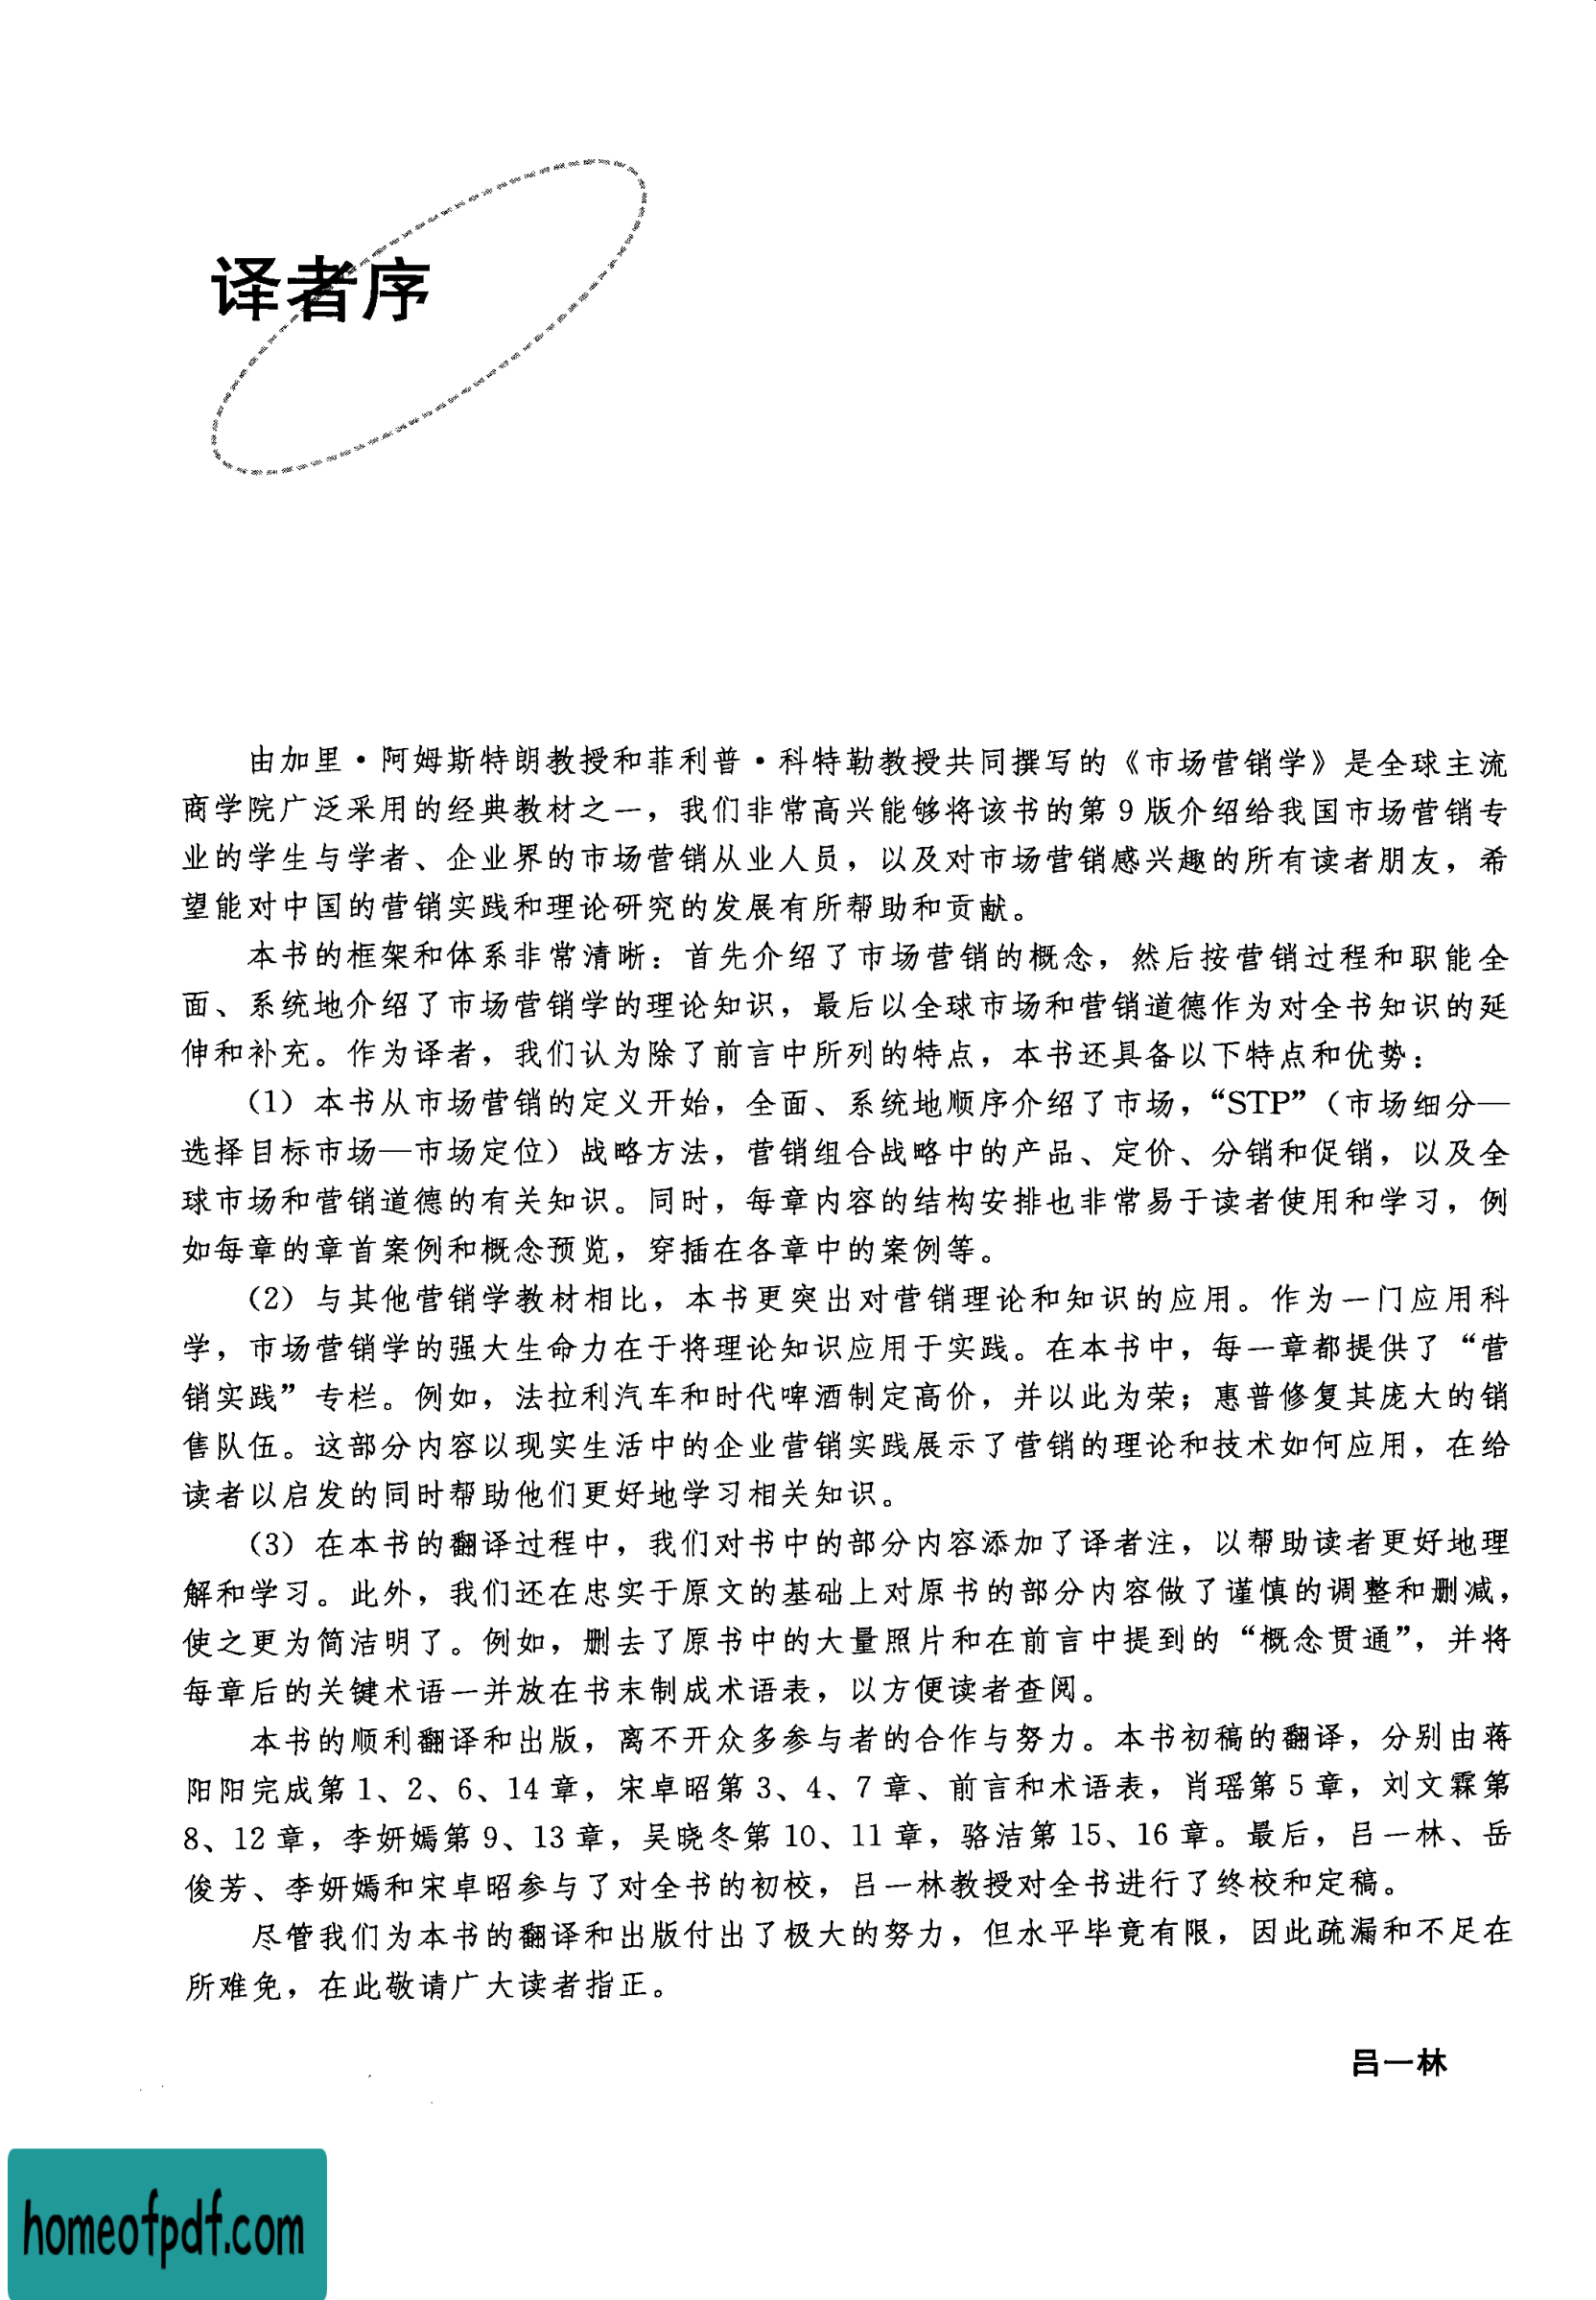 译者序
由加里·阿姆斯特朗教授和菲利普·科特勒教授共同撰写的《市场营销学》是全球主流
商学院广泛采用的经典教材之一，我们非常高兴能够将该书的第 9 版介绍给我国市场营销专
业的学生与学者、企业界的市场营销从业人员，以及对市场营销感兴趣的所有读者朋友，希
望能对中国的营销实践和理论研究的发展有所帮助和贡献。
本书的框架和体系非常清晰：首先介绍了市场营销的概念，然后按营销过程和职能全
面、系统地介绍了市场营销学的理论知识，最后以全球市场和营销道德作为对全书知识的延
伸和补充。作为译者，我们认为除了前言中所列的特点，本书还具备以下特点和优势：
（1）本书从市场营销的定义开始，全面、系统地顺序介绍了市场，“STP”（市场细分—
选择目标市场—市场定位）战略方法，营销组合战略中的产品、定价、分销和促销，以及全
球市场和营销道德的有关知识。同时，每章内容的结构安排也非常易于读者使用和学习，例
如每章的章首案例和概念预览，穿插在各章中的案例等。
（2）与其他营销学教材相比，本书更突出对营销理论和知识的应用。作为一门应用科
学，市场营销学的强大生命力在于将理论知识应用于实践。在本书中，每一章都提供了“营
销实践”专栏。例如，法拉利汽车和时代啤酒制定高价，并以此为荣；惠普修复其庞大的销
售队伍。这部分内容以现实生活中的企业营销实践展示了营销的理论和技术如何应用，在给
读者以启发的同时帮助他们更好地学习相关知识。
（3）在本书的翻译过程中，我们对书中的部分内容添加了译者注，以帮助读者更好地理
解和学习。此外，我们还在忠实于原文的基础上对原书的部分内容做了谨慎的调整和删减，
使之更为简洁明了。例如，删去了原书中的大量照片和在前言中提到的“概念贯通”，并将
每章后的关键术语一并放在书末制成术语表，以方便读者查阅。
本书的顺利翻译和出版，离不开众多参与者的合作与努力。本书初稿的翻译，分别由蒋
阳阳完成第 1、2、6、14 章，宋卓昭第 3、4、7 章、前言和术语表，肖瑶第 5 章，刘文霖第
8、12 章，李妍嫣第 9、13 章，吴晓冬第 10、11 章，骆洁第 15、16 章。最后，吕一林、岳
俊芳、李妍嫣和宋卓昭参与了对全书的初校，吕一林教授对全书进行了终校和定稿。
尽管我们为本书的翻译和出版付出了极大的努力，但水平毕竟有限，因此疏漏和不足在
所难免，在此敬请广大读者指正。
吕一林
homeofpdf.com